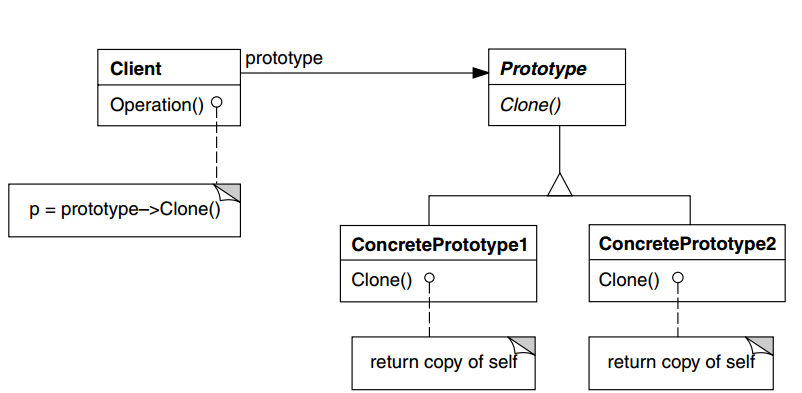 Client
prototype
Prototype
Operation()
Clone()
p = prototype–>Clone()
ConcretePrototype1
ConcretePrototype2
Clone()
Clone()
return copy of self
return copy of self